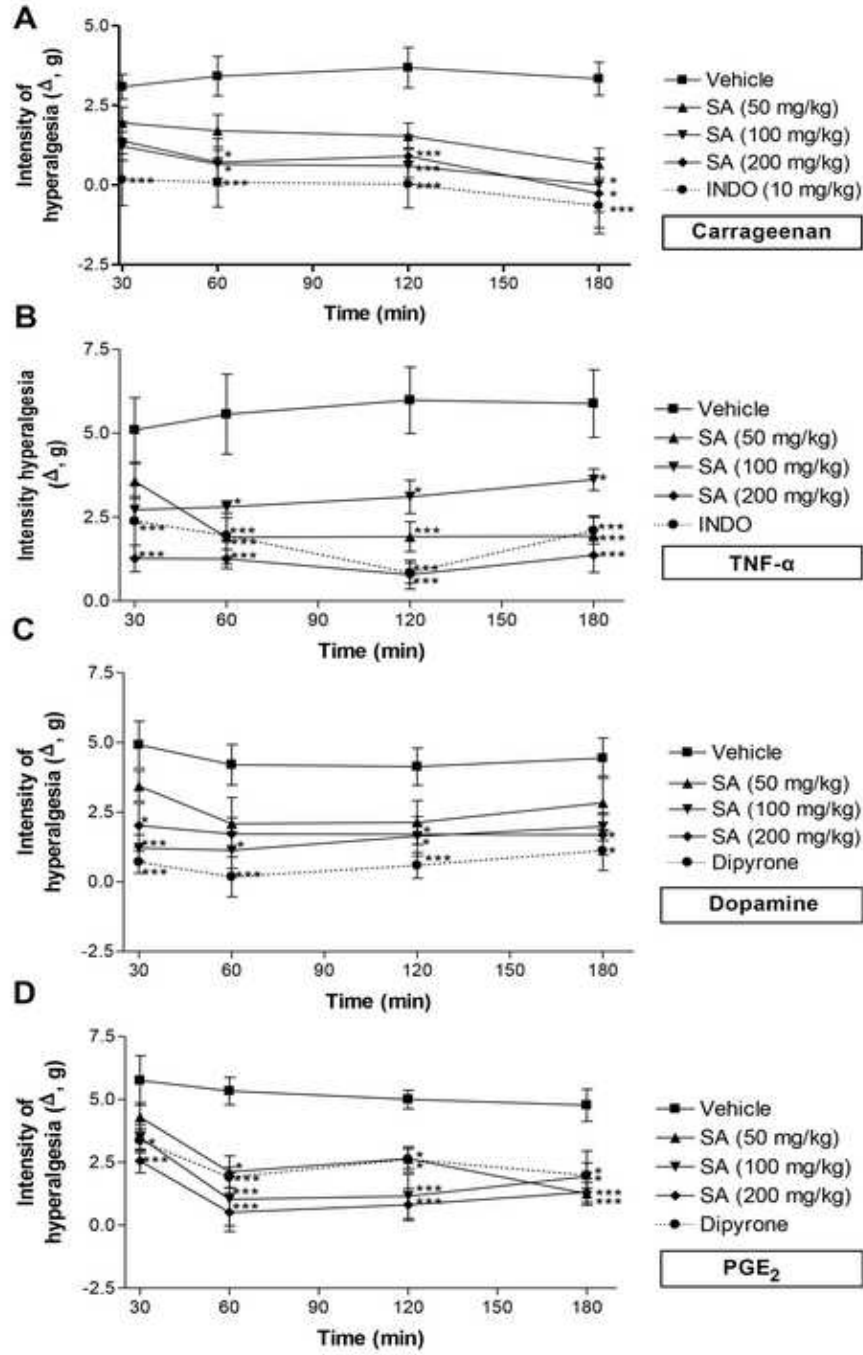 A
Intensity of
hyperalgesia (Δ, g)
5.0
2.5
0.0
-2.5
*
*
***
***
***
***
***
***
*
*
***
30
60
90
120
150
180
Time (min)
Vehicle
SA (50 mg/kg)
SA (100 mg/kg)
SA (200 mg/kg)
INDO (10 mg/kg)
Carrageenan
B
Intensity hyperalgesia
(Δ, g)
7.5
5.0
2.5
0.0
***
***
*
***
***
***
*
***
***
***
*
***
***
***
30
60
90
120
150
180
Time (min)
Vehicle
SA (50 mg/kg)
SA (100 mg/kg)
SA (200 mg/kg)
INDO
TNF-α
C
Intensity of
hyperalgesia (Δ, g)
7.5
5.0
2.5
0.0
-2.5
*
***
***
*
***
*
*
***
*
*
30
60
90
120
150
180
Time (min)
Vehicle
SA (50 mg/kg)
SA (100 mg/kg)
SA (200 mg/kg)
Dipyrone
Dopamine
D
Intensity of
hyperalgesia (Δ, g)
7.5
5.0
2.5
0.0
-2.5
*
***
*
***
***
***
*
*
***
***
*
*
***
***
30
60
90
120
150
180
Time (min)
Vehicle
SA (50 mg/kg)
SA (100 mg/kg)
SA (200 mg/kg)
Dipyrone
PGE₂